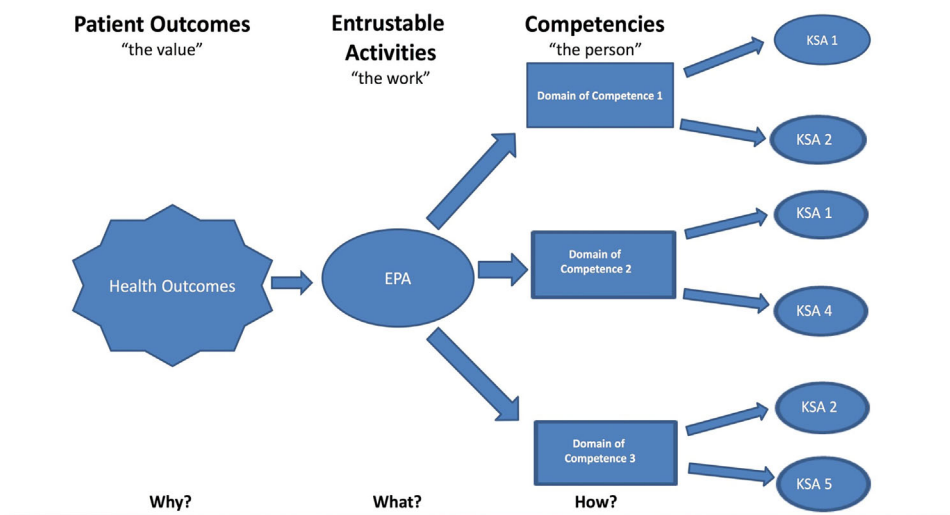 Patient Outcomes
“the value”
Entrustable
Activities
“the work”
Competencies
“the person”
Domain of Competence 1
KSA 1
KSA 2
Health Outcomes
EPA
Domain of
Competence 2
KSA 1
KSA 4
Domain of
Competence 3
KSA 2
KSA 5
Why?
What?
How?